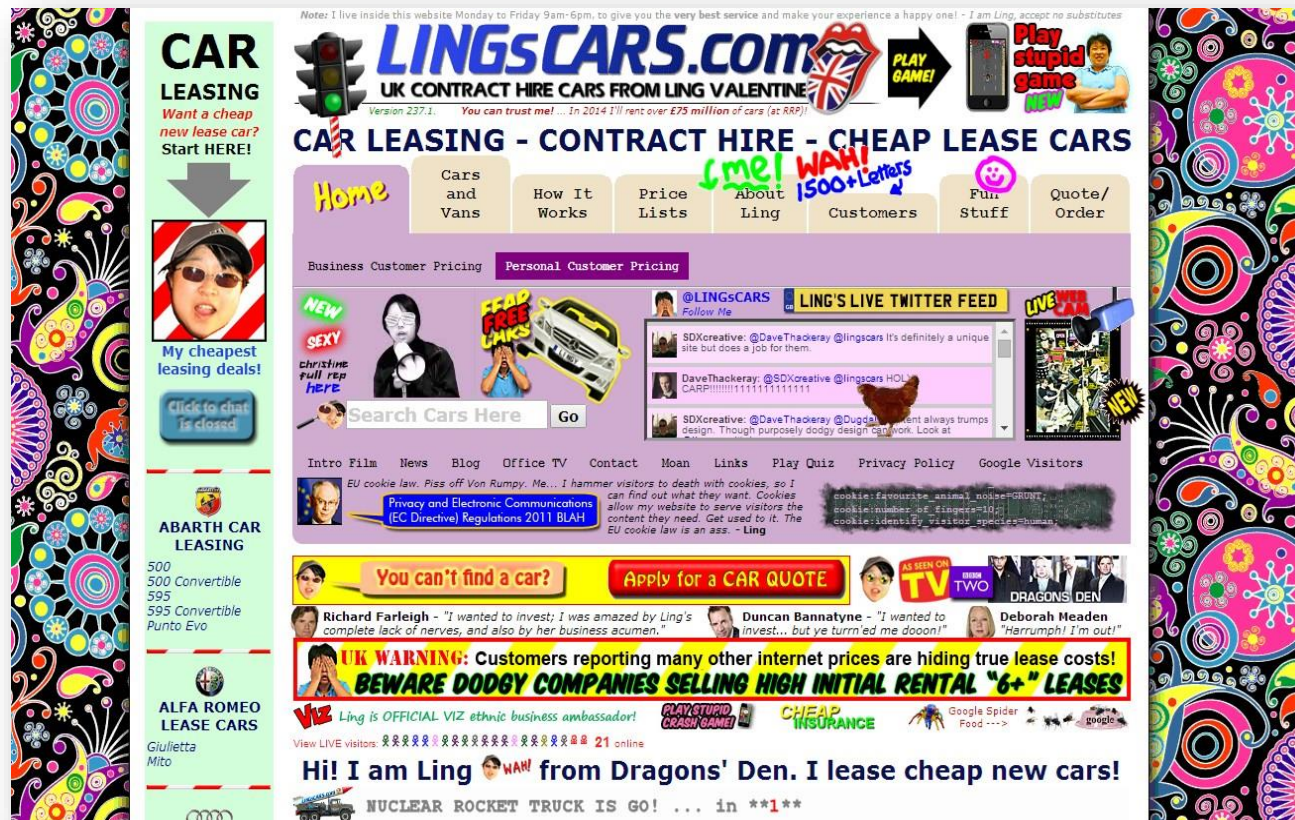 Note: I live inside this website Monday to Friday 9am-6pm, to give you the very best service and make your experience a happy one! - I am Ling, accept no substitutes
CAR
LEASING
Want a cheap
new lease car?
Start HERE!
My cheapest
leasing deals!
Click to chat
is closed
ABARTH CAR
LEASING
500
500 Convertible
595
595 Convertible
Punto Evo
ALFA ROMEO
LEASE CARS
Giulietta
Mito
LINGsCARS.com
UK CONTRACT HIRE CARS FROM LING VALENTINE
PLAY
GAME!
Play
stupid
game
NEW
Version 237.1. You can trust me! ... In 2014 I'll rent over £75 million of cars (at RRP)!
CAR LEASING - CONTRACT HIRE - CHEAP LEASE CARS
me!
WAH!
1500+Letters
Home
Cars
and
Vans
How It
Works
Price
Lists
About
Ling
Customers
Fun
Stuff
Quote/
Order
Business Customer Pricing
Personal Customer Pricing
NEW
SEXY
christine
full rep
here
FREE
Search Cars Here
Go
@LINGsCARS
Follow Me
GB
LING'S LIVE TWITTER FEED
SDXcreative: @DaveThackeray @lingscars It's definitely a unique
site but does a job for them.
DaveThackeray: @SDXcreative @lingscars HOLY
CARP!!!!!!!!1111111111111
SDXcreative: @DaveThackeray @Dugdal always trumps
design. Though purposely dodgy design can work. Look at
LIVE WEB
CAM
NEW
Intro Film News Blog Office TV Contact Moan Links Play Quiz Privacy Policy Google Visitors
EU cookie law. Piss off Von Rumpy. Me... I hammer visitors to death with cookies, so I
can find out what they want. Cookies
allow my website to serve visitors the
content they need. Get used to it. The
EU cookie law is an ass. - Ling
Privacy and Electronic Communications
(EC Directive) Regulations 2011 BLAH
cookie:favourite_animal_noise=GRUNT;
cookie:number_of_fingers=10;
cookie:identify_visitor_species=human;
You can't find a car?
Apply for a CAR QUOTE
AS SEEN ON
TV
BBC
TWO
DRAGONS DEN
Richard Farleigh - "I wanted to invest; I was amazed by Ling's
complete lack of nerves, and also by her business acumen."
Duncan Bannatyne - "I wanted to
invest... but ye turrn'ed me dooon!"
Deborah Meaden
"Harrumph! I'm out!"
UK WARNING: Customers reporting many other internet prices are hiding true lease costs!
BEWARE DODGY COMPANIES SELLING HIGH INITIAL RENTAL "6+" LEASES
VIZ
Ling is OFFICIAL VIZ ethnic business ambassador!
PLAY STUPID
CRASH GAME!
CHEAP
INSURANCE
Google Spider
Food --->
google
View LIVE visitors:
21 online
Hi! I am Ling WAH! from Dragons' Den. I lease cheap new cars!
NUCLEAR ROCKET TRUCK IS GO! ... in **1**